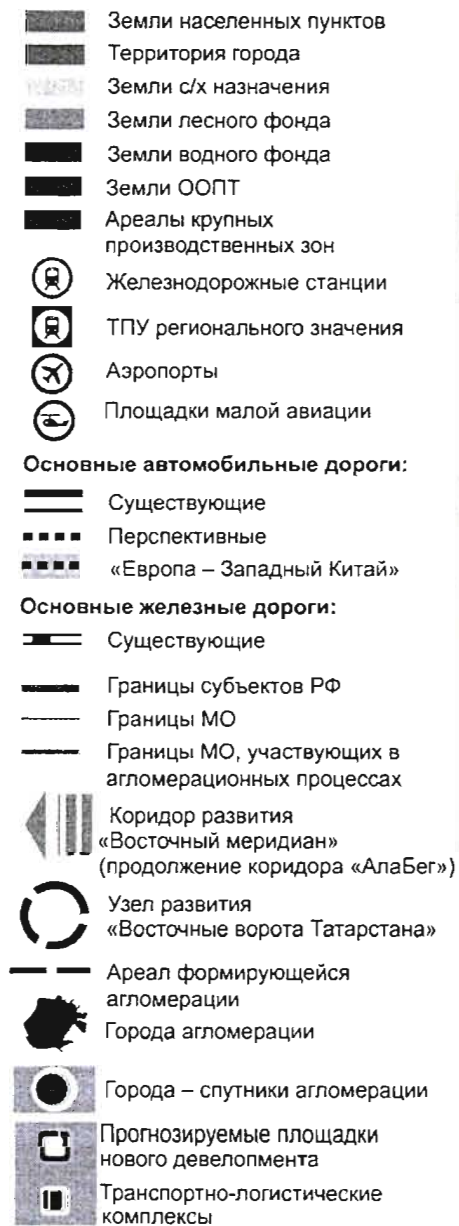 Земли населенных пунктов
Территория города
Земли с/х назначения
Земли лесного фонда
Земли водного фонда
Земли ООПТ
Ареалы крупных
производственных зон
Железнодорожные станции
ТПУ регионального значения
Аэропорты
Площадки малой авиации
Основные автомобильные дороги:
Существующие
Перспективные
«Европа – Западный Китай»
Основные железные дороги:
Существующие
Границы субъектов РФ
Границы МО
Границы МО, участвующих в
агломерационных процессах
Коридор развития
«Восточный меридиан»
(продолжение коридора «АлаБег»)
Узел развития
«Восточные ворота Татарстана»
Ареал формирующейся
агломерации
Города агломерации
Города – спутники агломерации
Прогнозируемые площадки
нового девелопмента
Транспортно-логистические
комплексы